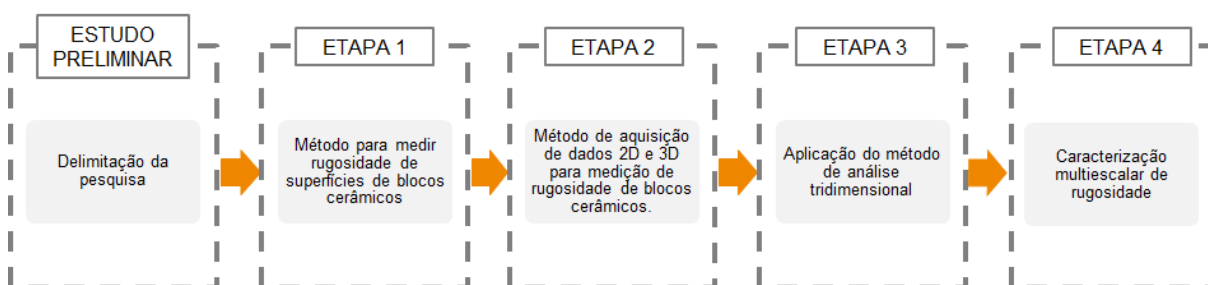 ESTUDO
PRELIMINAR
Delimitação da
pesquisa
ETAPA 1
Método para medir
rugosidade de
superfícies de blocos
cerâmicos
ETAPA 2
Método de aquisição
de dados 2D e 3D
para medição de
rugosidade de blocos
cerâmicos.
ETAPA 3
Aplicação do método
de análise
tridimensional
ETAPA 4
Caracterização
multiescalar de
rugosidade